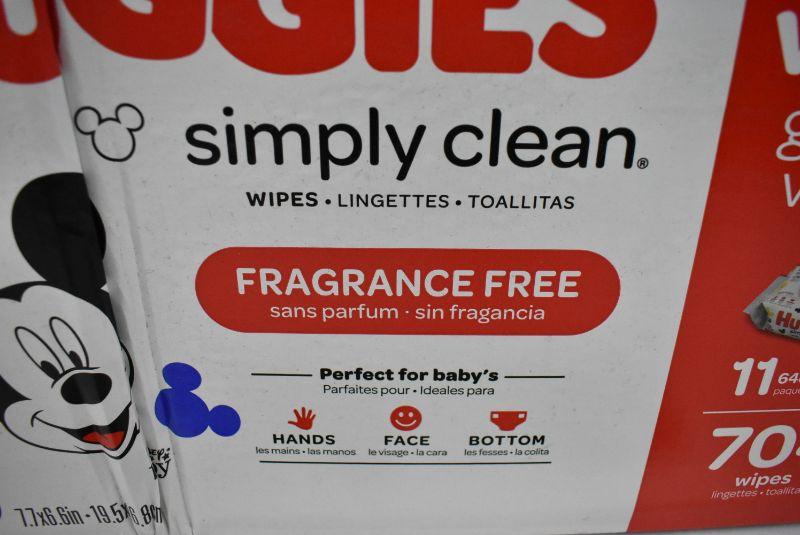 simply clean®
WIPES • LINGETTES • TOALLITAS
FRAGRANCE FREE
sans parfum · sin fragancia
Perfect for baby's
Parfaites pour • Ideales para
HANDS
les mains • las manos
FACE
le visage • la cara
BOTTOM
les fesses • la colita
11
wipes
lingettes •